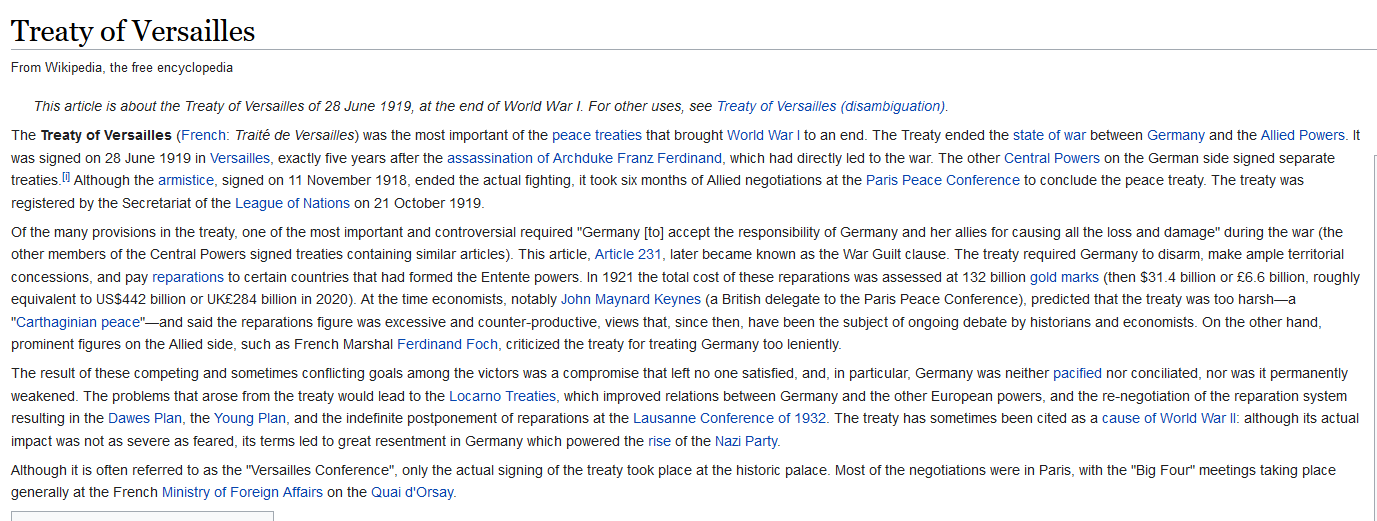 Treaty of Versailles
From Wikipedia, the free encyclopedia
This article is about the Treaty of Versailles of 28 June 1919, at the end of World War I. For other uses, see Treaty of Versailles (disambiguation).
The Treaty of Versailles (French: Traité de Versailles) was the most important of the peace treaties that brought World War I to an end. The Treaty ended the state of war between Germany and the Allied Powers. It
was signed on 28 June 1919 in Versailles, exactly five years after the assassination of Archduke Franz Ferdinand, which had directly led to the war. The other Central Powers on the German side signed separate
treaties.[i] Although the armistice, signed on 11 November 1918, ended the actual fighting, it took six months of Allied negotiations at the Paris Peace Conference to conclude the peace treaty. The treaty was
registered by the Secretariat of the League of Nations on 21 October 1919.
Of the many provisions in the treaty, one of the most important and controversial required "Germany [to] accept the responsibility of Germany and her allies for causing all the loss and damage" during the war (the
other members of the Central Powers signed treaties containing similar articles). This article, Article 231, later became known as the War Guilt clause. The treaty required Germany to disarm, make ample territorial
concessions, and pay reparations to certain countries that had formed the Entente powers. In 1921 the total cost of these reparations was assessed at 132 billion gold marks (then $31.4 billion or £6.6 billion, roughly
equivalent to US$442 billion or UK£284 billion in 2020). At the time economists, notably John Maynard Keynes (a British delegate to the Paris Peace Conference), predicted that the treaty was too harsh—a
"Carthaginian peace"—and said the reparations figure was excessive and counter-productive, views that, since then, have been the subject of ongoing debate by historians and economists. On the other hand,
prominent figures on the Allied side, such as French Marshal Ferdinand Foch, criticized the treaty for treating Germany too leniently.
The result of these competing and sometimes conflicting goals among the victors was a compromise that left no one satisfied, and, in particular, Germany was neither pacified nor conciliated, nor was it permanently
weakened. The problems that arose from the treaty would lead to the Locarno Treaties, which improved relations between Germany and the other European powers, and the re-negotiation of the reparation system
resulting in the Dawes Plan, the Young Plan, and the indefinite postponement of reparations at the Lausanne Conference of 1932. The treaty has sometimes been cited as a cause of World War II: although its actual
impact was not as severe as feared, its terms led to great resentment in Germany which powered the rise of the Nazi Party.
Although it is often referred to as the "Versailles Conference", only the actual signing of the treaty took place at the historic palace. Most of the negotiations were in Paris, with the "Big Four" meetings taking place
generally at the French Ministry of Foreign Affairs on the Quai d'Orsay.